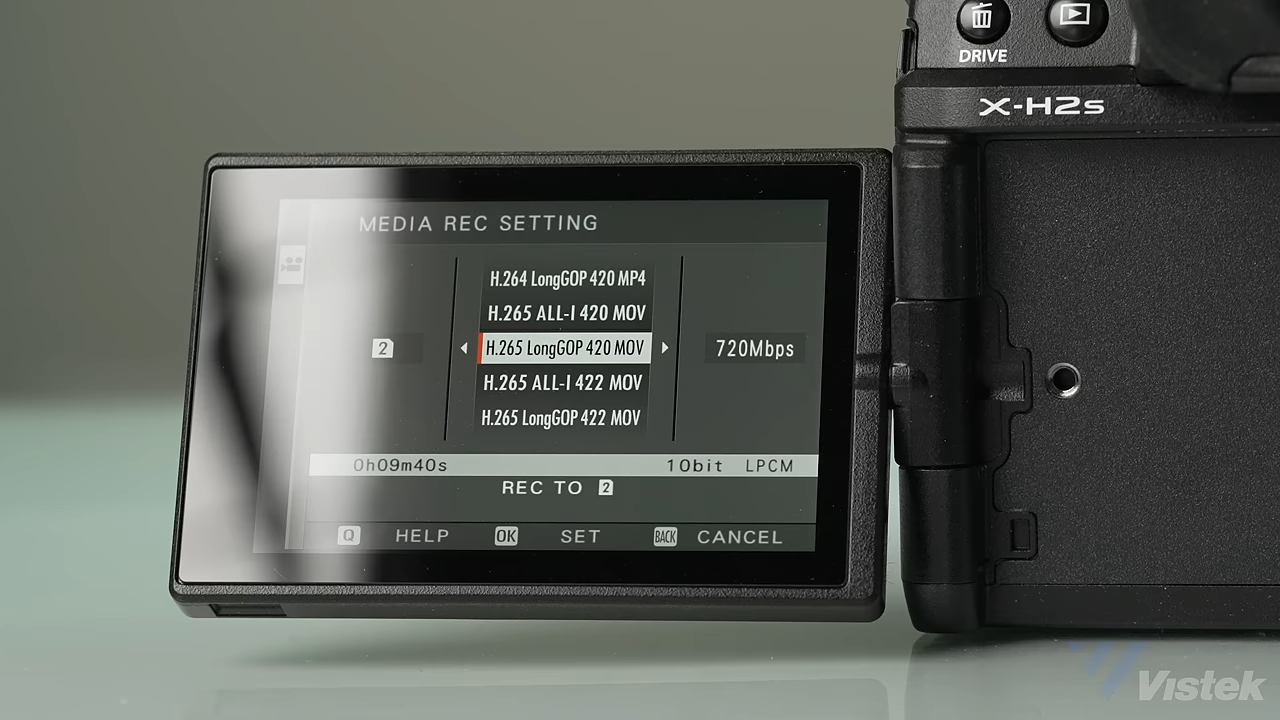 DRIVE
X-H2S
MEDIA REC SETTING
H.264 LongGOP 420 MP4
H.265 ALL-I 420 MOV
2 H.265 LongGOP 420 MOV 720Mbps
H.265 ALL-I 422 MOV
H.265 LongGOP 422 MOV
0h09m40s 10bit LPCM
REC TO 2
Q HELP OK SET BACK CANCEL
Vistek